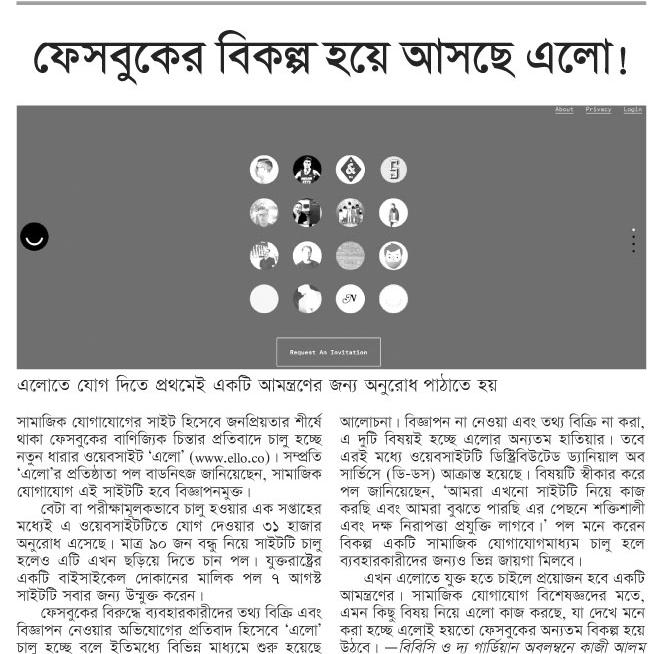 ফেসবুকের বিকল্প হয়ে আসছে এলো!
About Privacy Login
&
S
N
Request An Invitation
এলোতে যোগ দিতে প্রথমেই একটি আমন্ত্রণের জন্য অনুরোধ পাঠাতে হয়
সামাজিক যোগাযোগের সাইট হিসেবে জনপ্রিয়তার শীর্ষে
থাকা ফেসবুকের বাণিজ্যিক চিন্তার প্রতিবাদে চালু হচ্ছে
নতুন ধারার ওয়েবসাইট ‘এলো’ (www.ello.co)। সম্প্রতি
‘এলো’র প্রতিষ্ঠাতা পল বাডনিৎজ জানিয়েছেন, সামাজিক
যোগাযোগ এই সাইটটি হবে বিজ্ঞাপনমুক্ত।
বেটা বা পরীক্ষামূলকভাবে চালু হওয়ার এক সপ্তাহের
মধ্যেই এ ওয়েবসাইটটিতে যোগ দেওয়ার ৩১ হাজার
অনুরোধ এসেছে। মাত্র ৯০ জন বন্ধু নিয়ে সাইটটি চালু
হলেও এটি এখন ছড়িয়ে দিতে চান পল। যুক্তরাষ্ট্রের
একটি বাইসাইকেল দোকানের মালিক পল ৭ আগস্ট
সাইটটি সবার জন্য উন্মুক্ত করেন।
ফেসবুকের বিরুদ্ধে ব্যবহারকারীদের তথ্য বিক্রি এবং
বিজ্ঞাপন নেওয়ার অভিযোগের প্রতিবাদ হিসেবে ‘এলো’
চালু হচ্ছে বলে ইতিমধ্যে বিভিন্ন মাধ্যমে শুরু হয়েছে
আলোচনা। বিজ্ঞাপন না নেওয়া এবং তথ্য বিক্রি না করা,
এ দুটি বিষয়ই হচ্ছে এলোর অন্যতম হাতিয়ার। তবে
এরই মধ্যে ওয়েবসাইটটি ডিস্ট্রিবিউটেড ড্যানিয়াল অব
সার্ভিসে (ডি-ডস) আক্রান্ত হয়েছে। বিষয়টি স্বীকার করে
পল জানিয়েছেন, ‘আমরা এখনো সাইটটি নিয়ে কাজ
করছি এবং আমরা বুঝতে পারছি এর পেছনে শক্তিশালী
এবং দক্ষ নিরাপত্তা প্রযুক্তি লাগবে।’ পল মনে করেন
বিকল্প একটি সামাজিক যোগাযোগমাধ্যম চালু হলে
ব্যবহারকারীদের জন্যও ভিন্ন জায়গা মিলবে।
এখন এলোতে যুক্ত হতে চাইলে প্রয়োজন হবে একটি
আমন্ত্রণের। সামাজিক যোগাযোগ বিশেষজ্ঞদের মতে,
এমন কিছু বিষয় নিয়ে এলো কাজ করছে, যা দেখে মনে
করা হচ্ছে এলোই হয়তো ফেসবুকের অন্যতম বিকল্প হয়ে
উঠবে। —বিবিসি ও দ্য গার্ডিয়ান অবলম্বনে কাজী আলম